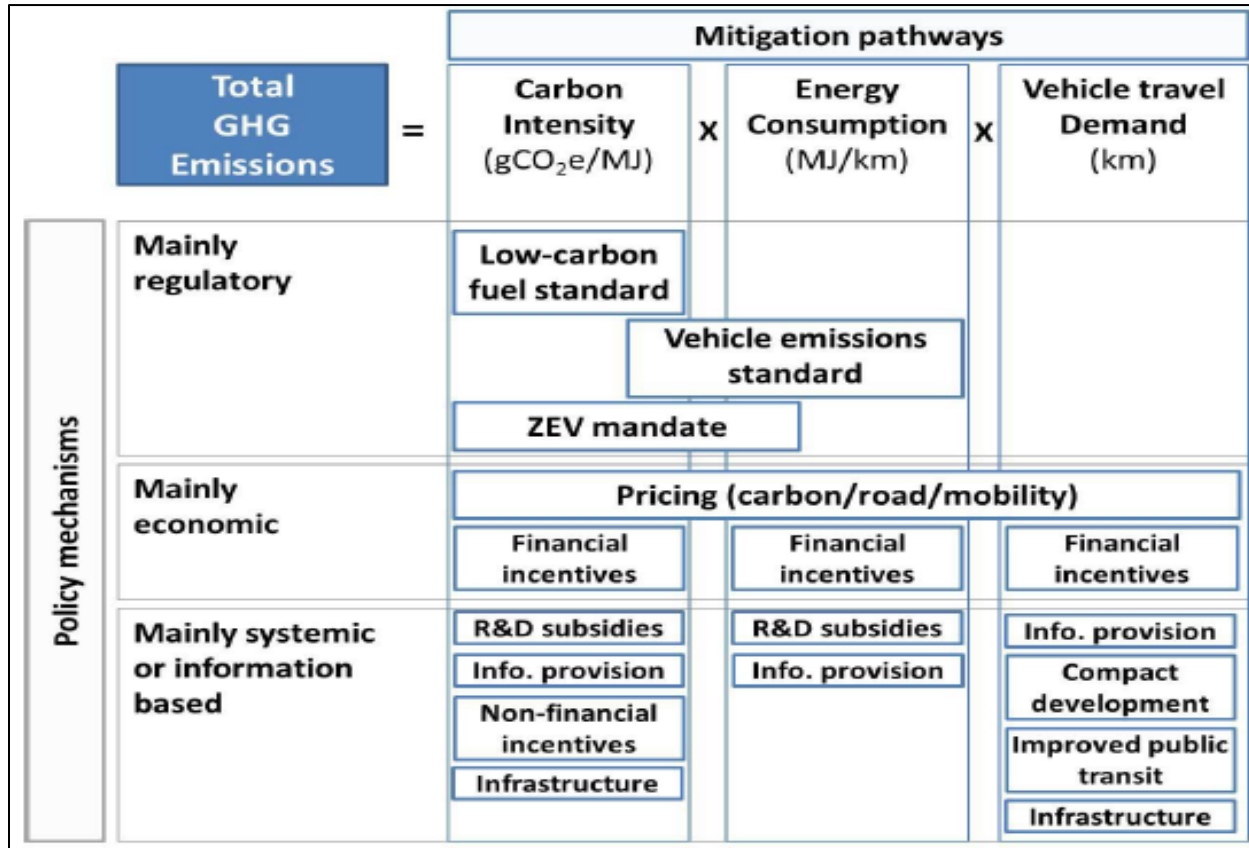 Mitigation pathways
Total
GHG
Emissions
=
Carbon
Intensity
(gCO₂e/MJ)
x
Energy
Consumption
(MJ/km)
x
Vehicle travel
Demand
(km)
Policy mechanisms
Mainly
regulatory
Low-carbon
fuel standard
Vehicle emissions
standard
ZEV mandate
Mainly
economic
Pricing (carbon/road/mobility)
Financial
incentives
Financial
incentives
Financial
incentives
Mainly systemic
or information
based
R&D subsidies
Info. provision
Non-financial
incentives
Infrastructure
R&D subsidies
Info. provision
Info. provision
Compact
development
Improved public
transit
Infrastructure